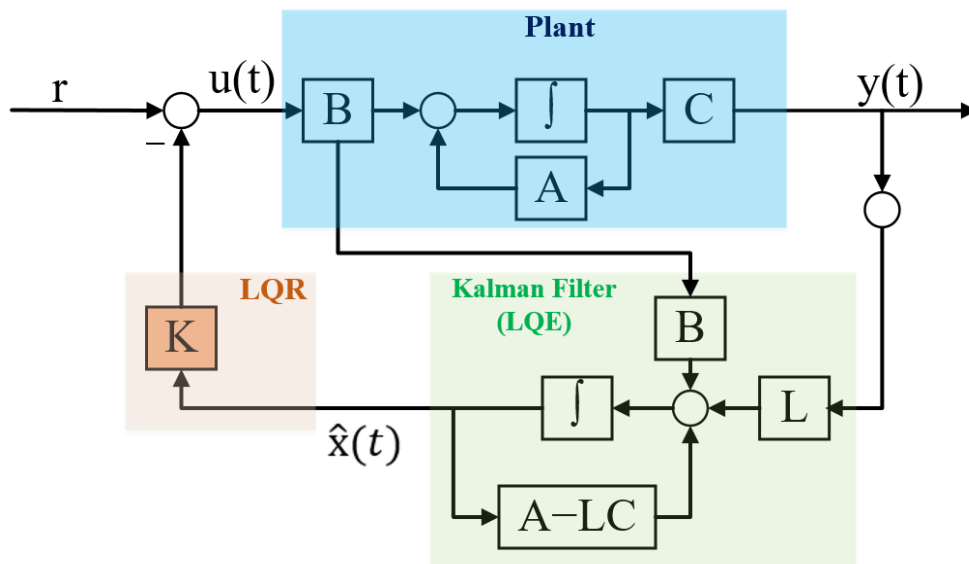 Plant
r
u(t)
B
∫
C
y(t)
−
A
LQR
Kalman Filter
(LQE)
K
B
∫
L
x̂(t)
A−LC